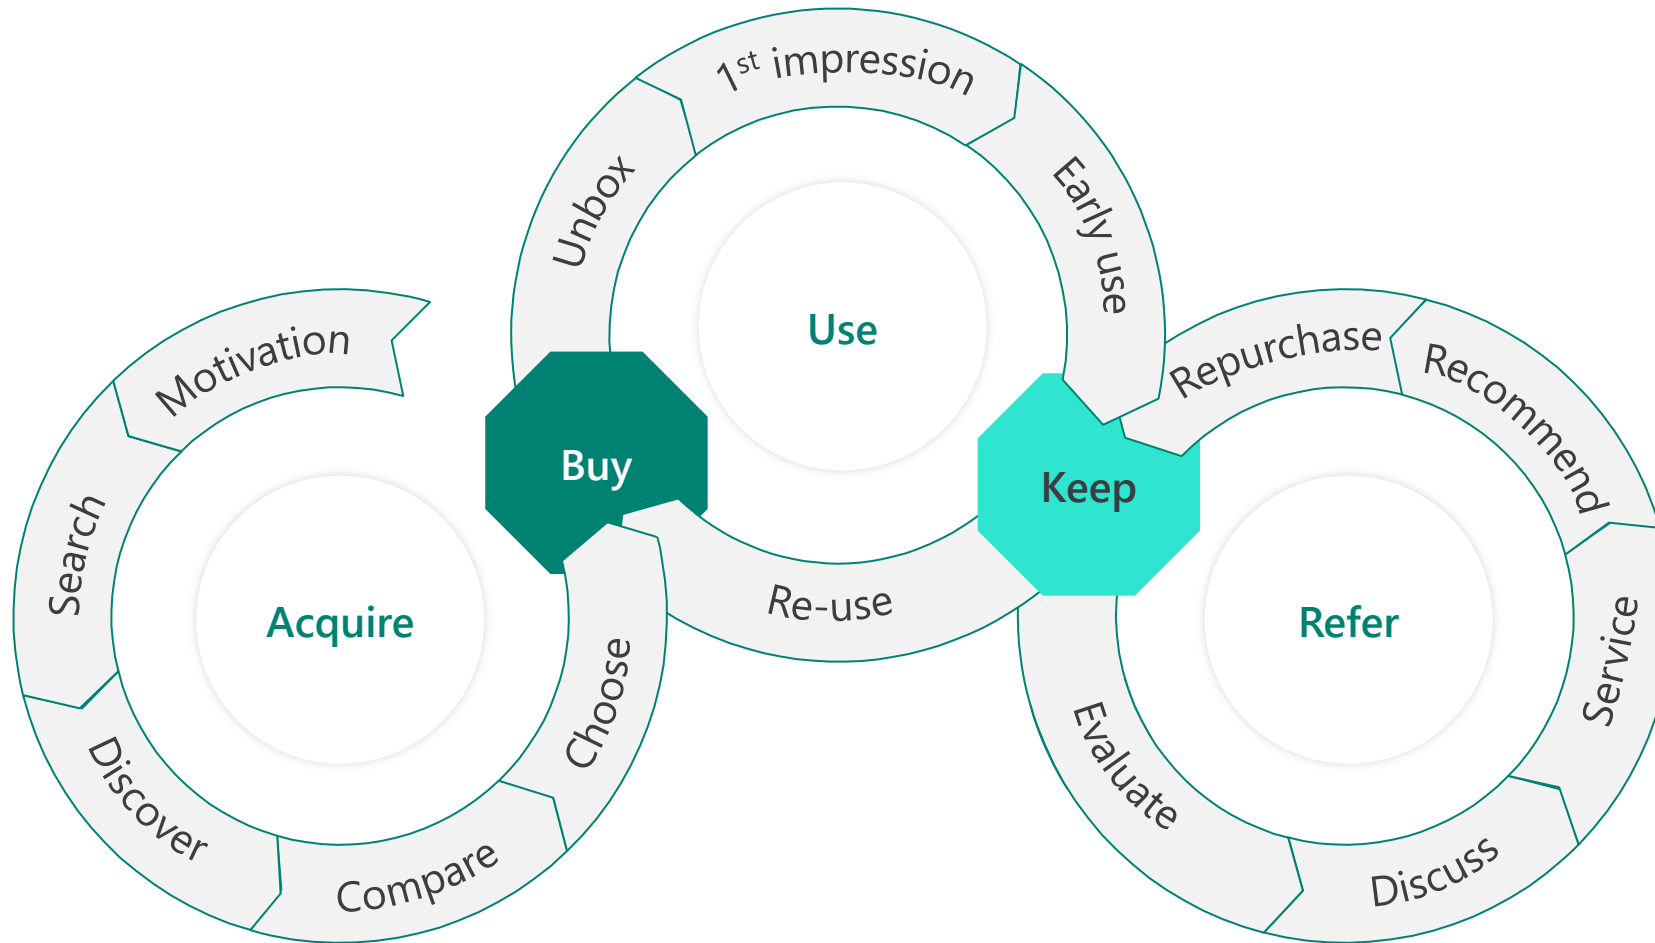 Motivation
Search
Discover
Compare
Choose
Acquire
Buy
Unbox
1st impression
Early use
Use
Re-use
Keep
Evaluate
Discuss
Service
Recommend
Repurchase
Refer